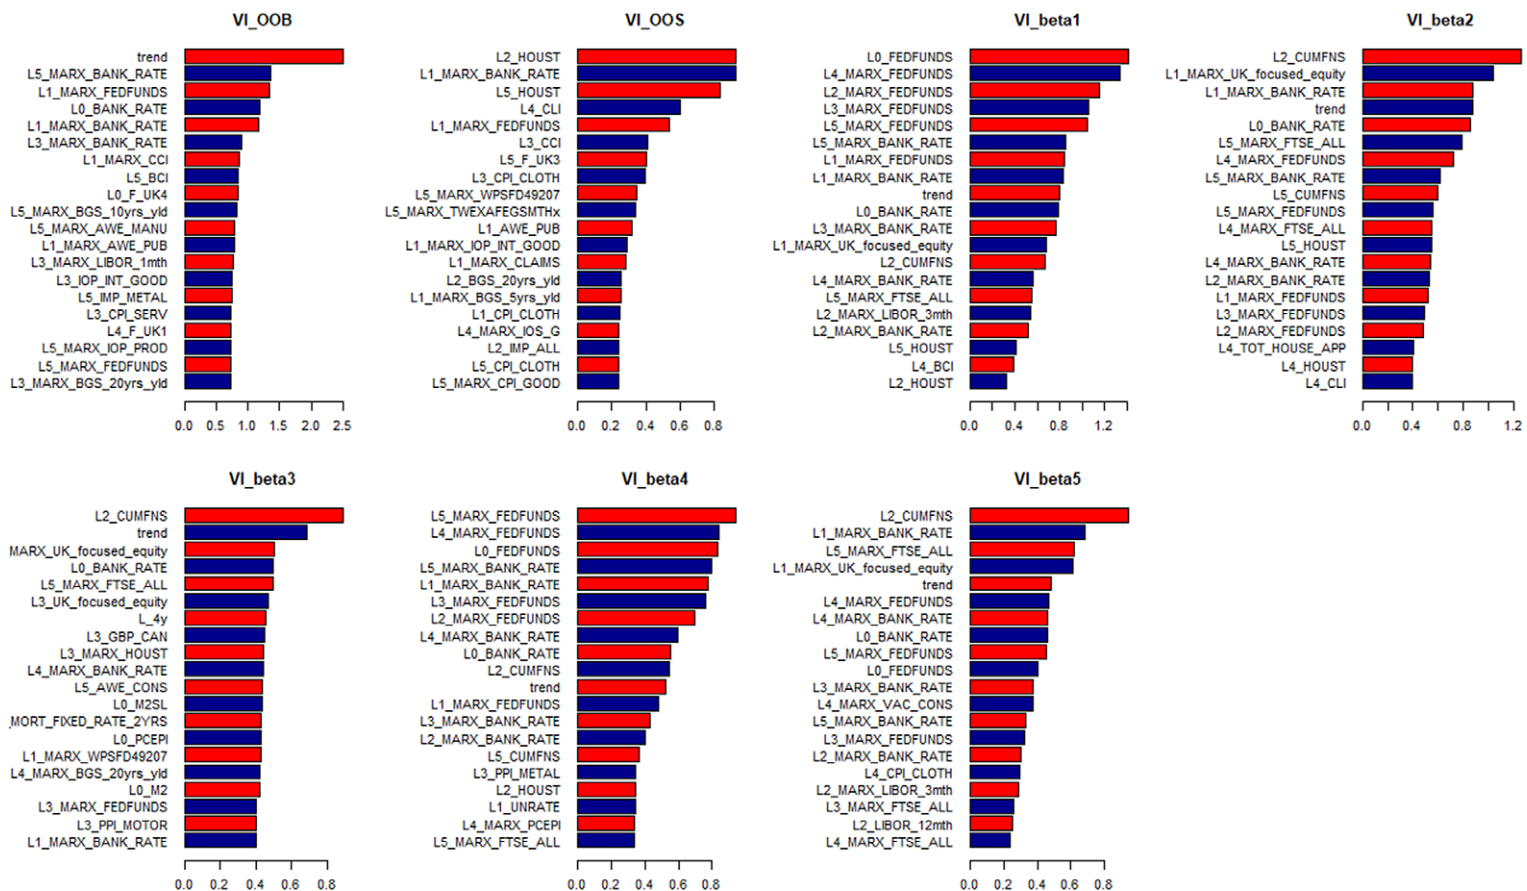 VI_OOB
trend
L5_MARX_BANK_RATE
L1_MARX_FEDFUNDS
L0_BANK_RATE
L1_MARX_BANK_RATE
L3_MARX_BANK_RATE
L1_MARX_CCI
L5_BCI
L0_F_UK4
L5_MARX_BGS_10yrs_yld
L5_MARX_AWE_MANU
L1_MARX_AWE_PUB
L3_MARX_LIBOR_1mth
L3_IOP_INT_GOOD
L5_IMP_METAL
L3_CPI_SERV
L4_F_UK1
L5_MARX_IOP_PROD
L5_MARX_FEDFUNDS
L3_MARX_BGS_20yrs_yld
0.0 0.5 1.0 1.5 2.0 2.5
VI_OOS
L2_HOUST
L1_MARX_BANK_RATE
L5_HOUST
L4_CLI
L1_MARX_FEDFUNDS
L3_CCI
L5_F_UK3
L3_CPI_CLOTH
L5_MARX_WPSFD49207
L5_MARX_TWEXAFEGSMTHx
L1_AWE_PUB
L1_MARX_IOP_INT_GOOD
L1_MARX_CLAIMS
L2_BGS_20yrs_yld
L1_MARX_BGS_5yrs_yld
L1_CPI_CLOTH
L4_MARX_IOS_G
L2_IMP_ALL
L5_CPI_CLOTH
L5_MARX_CPI_GOOD
0.0 0.2 0.4 0.6 0.8
VI_beta1
L0_FEDFUNDS
L4_MARX_FEDFUNDS
L2_MARX_FEDFUNDS
L3_MARX_FEDFUNDS
L5_MARX_FEDFUNDS
L5_MARX_BANK_RATE
L1_MARX_FEDFUNDS
L1_MARX_BANK_RATE
trend
L0_BANK_RATE
L3_MARX_BANK_RATE
L1_MARX_UK_focused_equity
L2_CUMFNS
L4_MARX_BANK_RATE
L5_MARX_FTSE_ALL
L2_MARX_LIBOR_3mth
L2_MARX_BANK_RATE
L5_HOUST
L4_BCI
L2_HOUST
0.0 0.4 0.8 1.2
VI_beta2
L2_CUMFNS
L1_MARX_UK_focused_equity
L1_MARX_BANK_RATE
trend
L0_BANK_RATE
L5_MARX_FTSE_ALL
L4_MARX_FEDFUNDS
L5_MARX_BANK_RATE
L5_CUMFNS
L5_MARX_FEDFUNDS
L4_MARX_FTSE_ALL
L5_HOUST
L4_MARX_BANK_RATE
L2_MARX_BANK_RATE
L1_MARX_FEDFUNDS
L3_MARX_FEDFUNDS
L2_MARX_FEDFUNDS
L4_TOT_HOUSE_APP
L4_HOUST
L4_CLI
0.0 0.4 0.8 1.2
VI_beta3
L2_CUMFNS
trend
MARX_UK_focused_equity
L0_BANK_RATE
L5_MARX_FTSE_ALL
L3_UK_focused_equity
L_4y
L3_GBP_CAN
L3_MARX_HOUST
L4_MARX_BANK_RATE
L5_AWE_CONS
L0_M2SL
_MORT_FIXED_RATE_2YRS
L0_PCEPI
L1_MARX_WPSFD49207
L4_MARX_BGS_20yrs_yld
L0_M2
L3_MARX_FEDFUNDS
L3_PPI_MOTOR
L1_MARX_BANK_RATE
0.0 0.2 0.4 0.6 0.8
VI_beta4
L5_MARX_FEDFUNDS
L4_MARX_FEDFUNDS
L0_FEDFUNDS
L5_MARX_BANK_RATE
L1_MARX_BANK_RATE
L3_MARX_FEDFUNDS
L2_MARX_FEDFUNDS
L4_MARX_BANK_RATE
L0_BANK_RATE
L2_CUMFNS
trend
L1_MARX_FEDFUNDS
L3_MARX_BANK_RATE
L2_MARX_BANK_RATE
L5_CUMFNS
L3_PPI_METAL
L2_HOUST
L1_UNRATE
L4_MARX_PCEPI
L5_MARX_FTSE_ALL
0.0 0.2 0.4 0.6 0.8
VI_beta5
L2_CUMFNS
L1_MARX_BANK_RATE
L5_MARX_FTSE_ALL
L1_MARX_UK_focused_equity
trend
L4_MARX_FEDFUNDS
L4_MARX_BANK_RATE
L0_BANK_RATE
L5_MARX_FEDFUNDS
L0_FEDFUNDS
L3_MARX_BANK_RATE
L4_MARX_VAC_CONS
L5_MARX_BANK_RATE
L3_MARX_FEDFUNDS
L2_MARX_BANK_RATE
L4_CPI_CLOTH
L2_MARX_LIBOR_3mth
L3_MARX_FTSE_ALL
L2_LIBOR_12mth
L4_MARX_FTSE_ALL
0.0 0.2 0.4 0.6 0.8